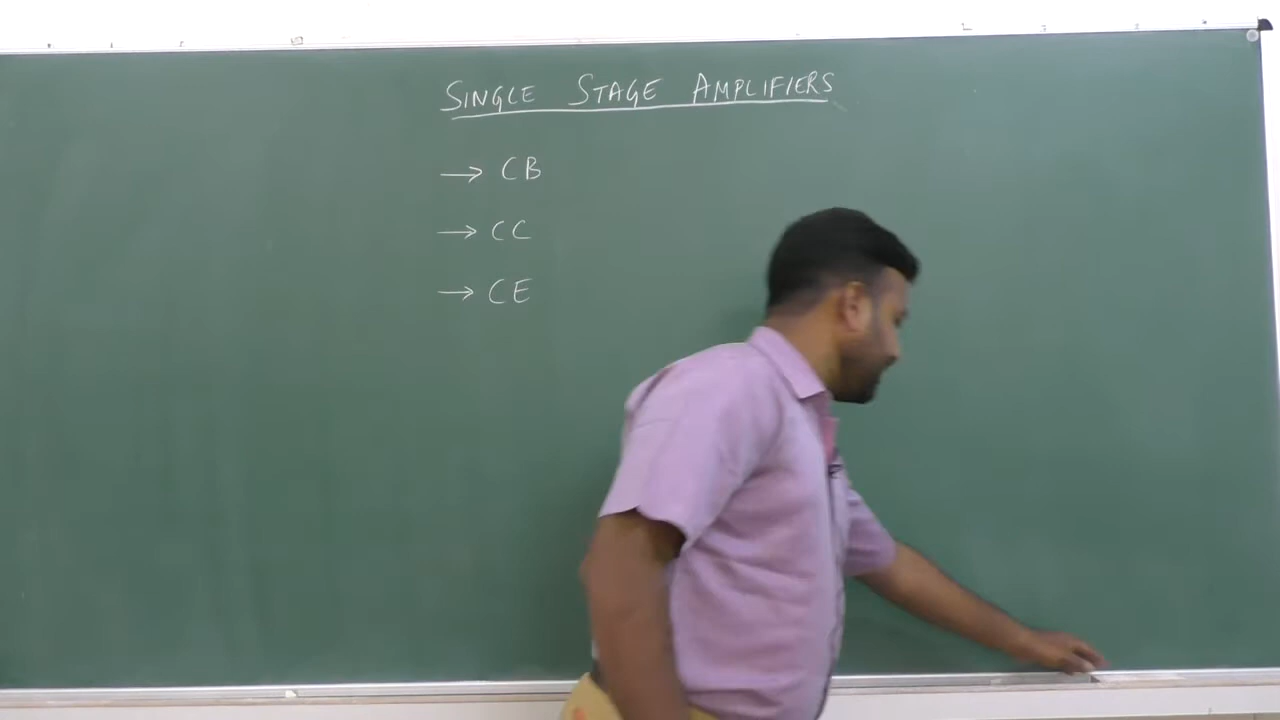 SINGLE STAGE AMPLIFIERS
→ CB
→ CC
→ CE